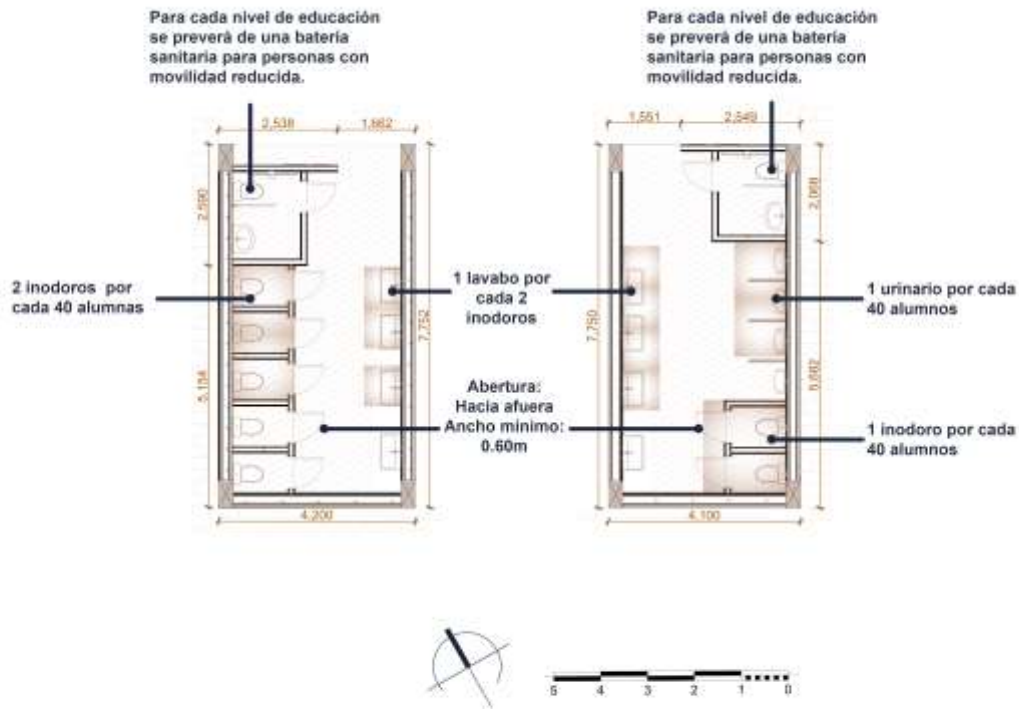 Para cada nivel de educación
se preverá de una batería
sanitaria para personas con
movilidad reducida.
Para cada nivel de educación
se preverá de una batería
sanitaria para personas con
movilidad reducida.
2,538
1,662
1,551
2,549
2,590
5,154
7,752
7,750
2,068
5,682
2 inodoros por
cada 40 alumnas
1 lavabo por
cada 2
inodoros
1 urinario por cada
40 alumnos
Abertura:
Hacia afuera
Ancho mínimo:
0.60m
1 inodoro por cada
40 alumnos
4,200
4,100
5 4 3 2 1 0